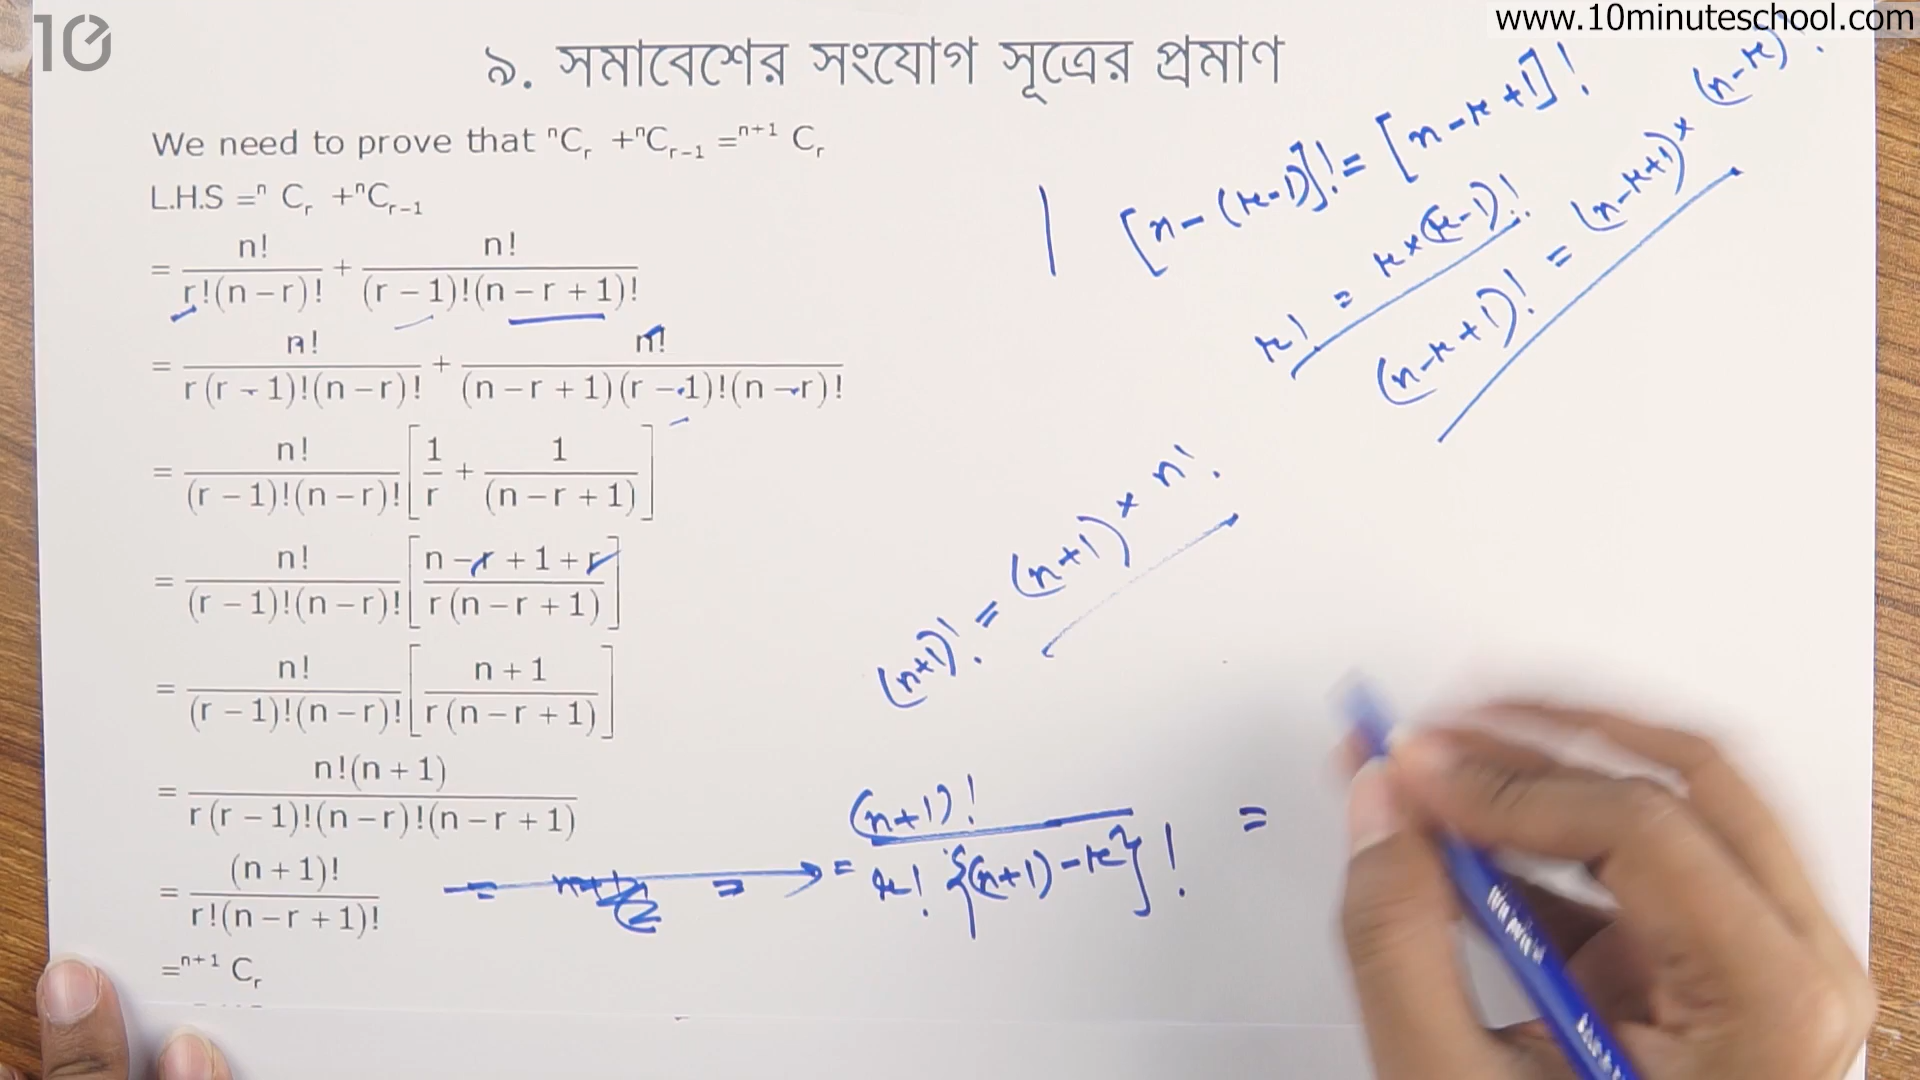 10
www.10minuteschool.com
৯. সমাবেশের সংযোগ সূত্রের প্রমাণ
We need to prove that ⁿCᵣ + ⁿCᵣ₋₁ = ⁿ⁺¹Cᵣ
L.H.S = ⁿCᵣ + ⁿCᵣ₋₁
= n!/(r!(n−r)!) + n!/((r−1)!(n−r+1)!)
= n!/(r(r−1)!(n−r)!) + n!/((n−r+1)(r−1)!(n−r)!)
= n!/((r−1)!(n−r)!) [1/r + 1/(n−r+1)]
= n!/((r−1)!(n−r)!) [(n−r+1+r)/(r(n−r+1))]
= n!/((r−1)!(n−r)!) [(n+1)/(r(n−r+1))]
= n!(n+1)/(r(r−1)!(n−r)!(n−r+1))
= (n+1)!/(r!(n−r+1)!)
= ⁿ⁺¹Cᵣ
[n-(r-1)]! = [n-r+1]!
r! = r×(r-1)!
(n-r+1)! = (n-r+1)×(n-r)!
(n+1)! = (n+1)×n!
= (n+1)!/(r!{(n+1)-r}!) =